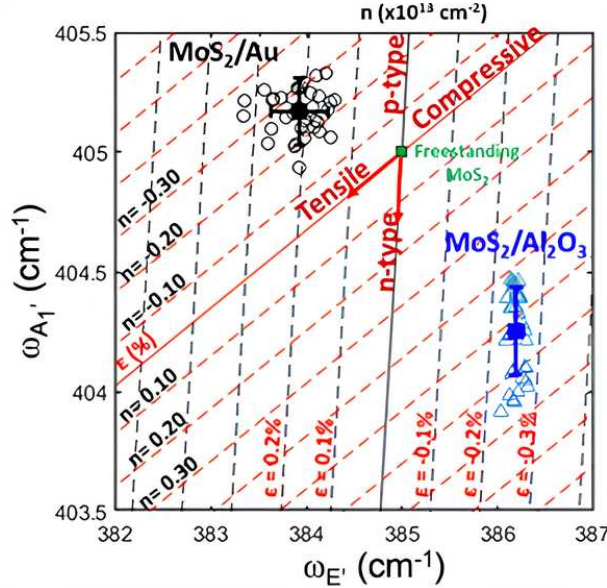 n (x10¹³ cm⁻²)
405.5
405
404.5
404
403.5
ω_A₁' (cm⁻¹)
MoS₂/Au
p-type
Compressive
Freestanding
MoS₂
Tensile
n-type
MoS₂/Al₂O₃
n= -0.30
n= -0.20
n= -0.10
ε (%)
n= 0.10
n= 0.20
n= 0.30
ε = 0.2%
ε = 0.1%
ε = -0.1%
ε = -0.2%
ε = -0.3%
382
383
384
385
386
387
ω_E' (cm⁻¹)